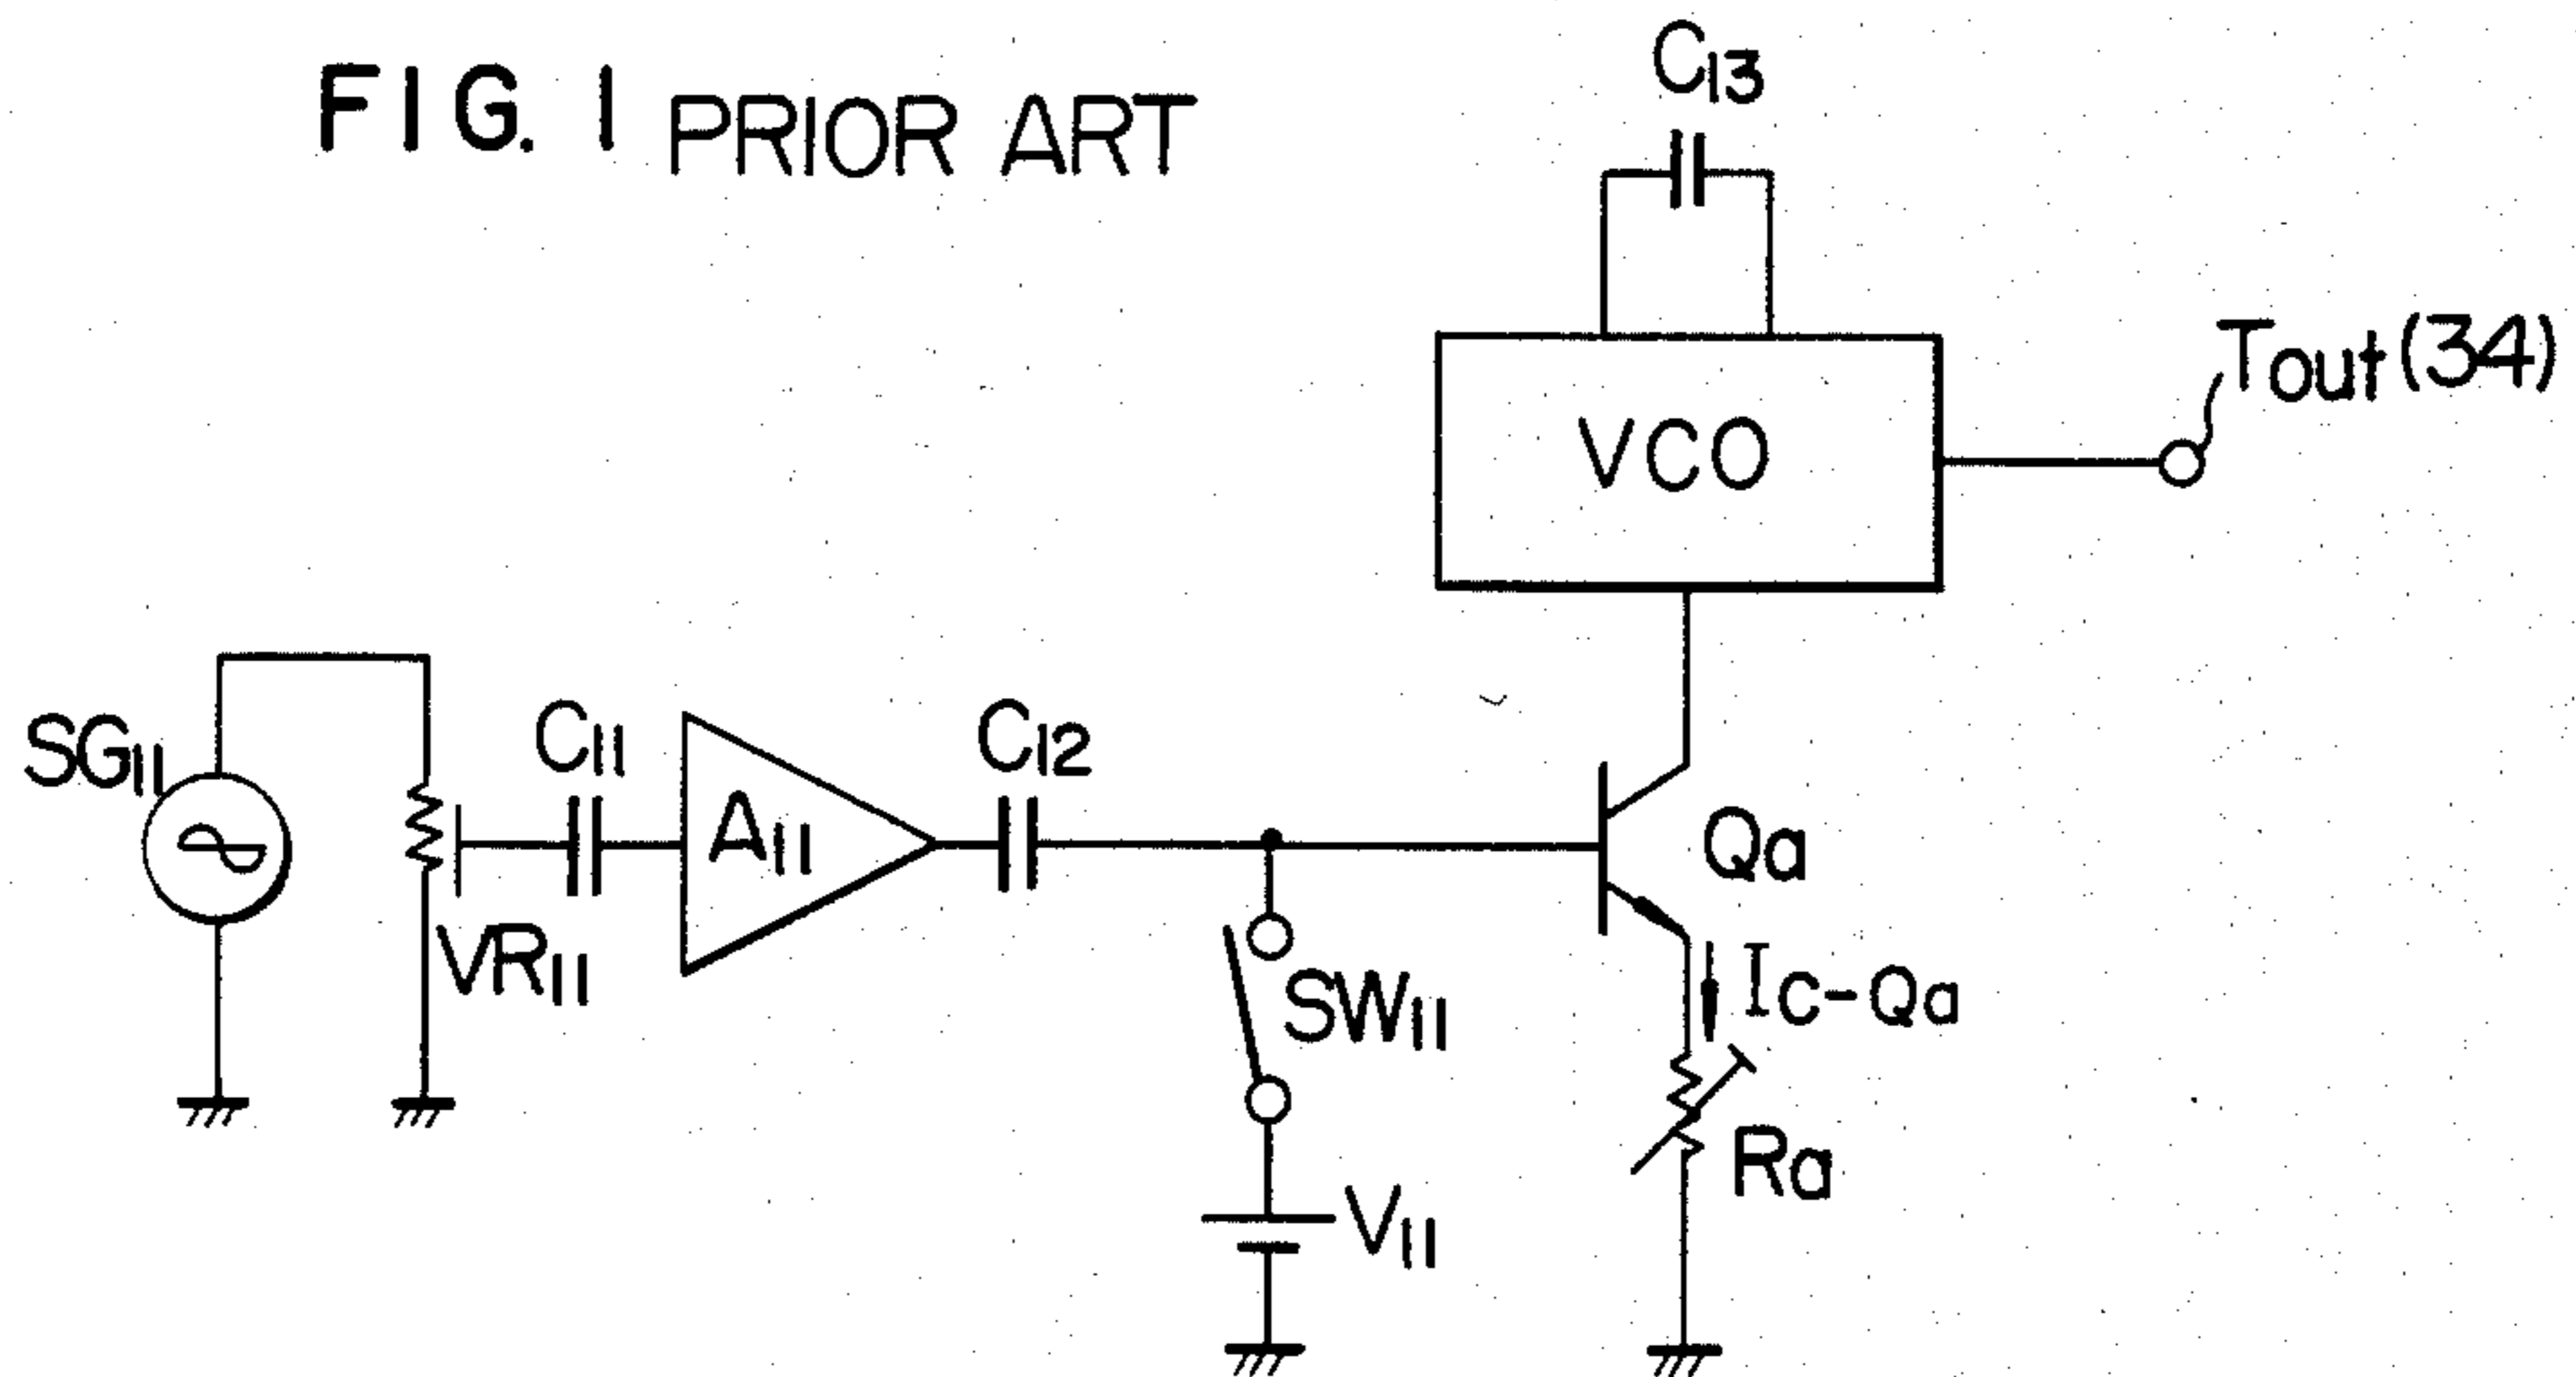 FIG. 1 PRIOR ART
C13
VCO
Tout (34)
SG11
VR11
C11
A11
C12
SW11
V11
Qa
IC-Qa
Ra